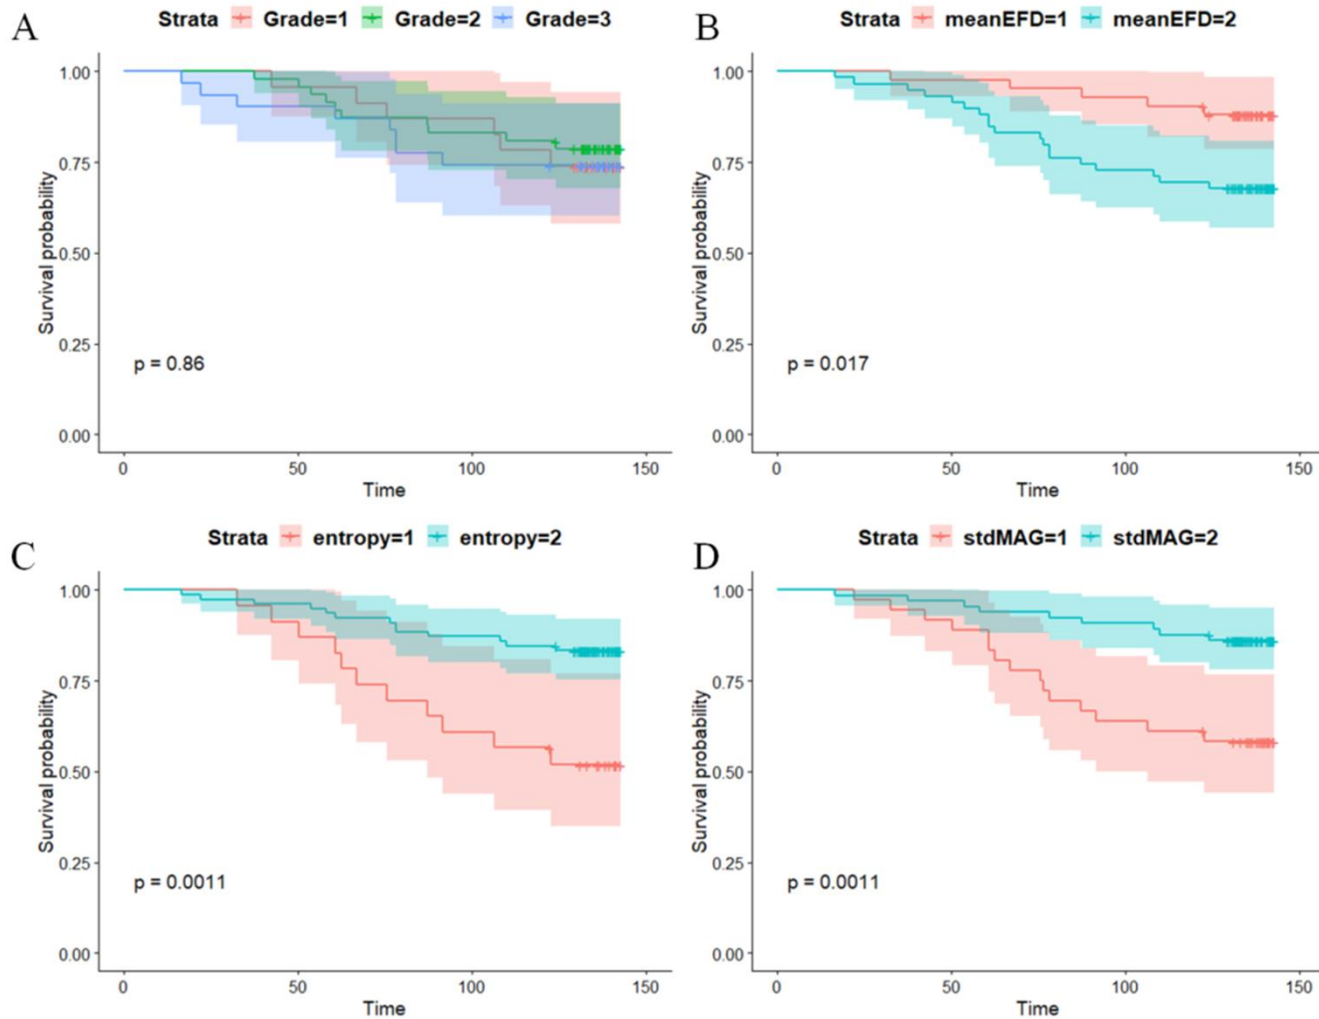 A
Strata Grade=1 Grade=2 Grade=3
Survival probability
1.00
0.75
0.50
0.25
0.00
p = 0.86
0 50 100 150
Time
B
Strata meanEFD=1 meanEFD=2
Survival probability
1.00
0.75
0.50
0.25
0.00
p = 0.017
0 50 100 150
Time
C
Strata entropy=1 entropy=2
Survival probability
1.00
0.75
0.50
0.25
0.00
p = 0.0011
0 50 100 150
Time
D
Strata stdMAG=1 stdMAG=2
Survival probability
1.00
0.75
0.50
0.25
0.00
p = 0.0011
0 50 100 150
Time